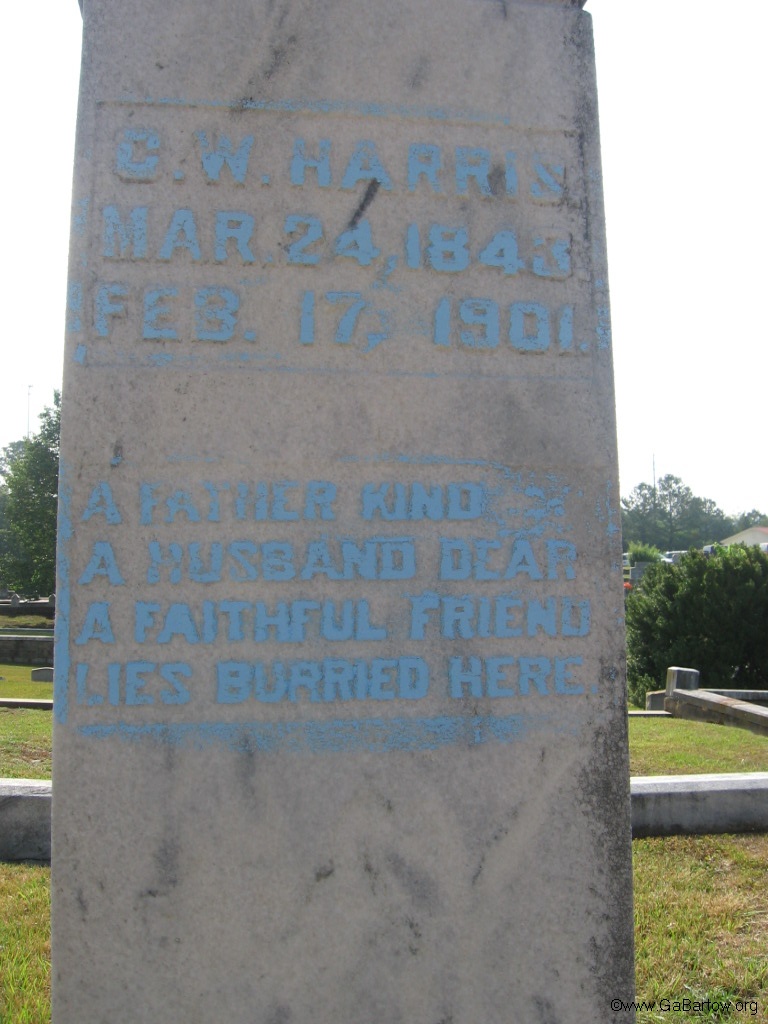 C.W. HARRIS
MAR. 24, 1843
FEB. 17, 1901.
A FATHER KIND
A HUSBAND DEAR
A FAITHFUL FRIEND
LIES BURRIED HERE.
©www.GaBartow.org